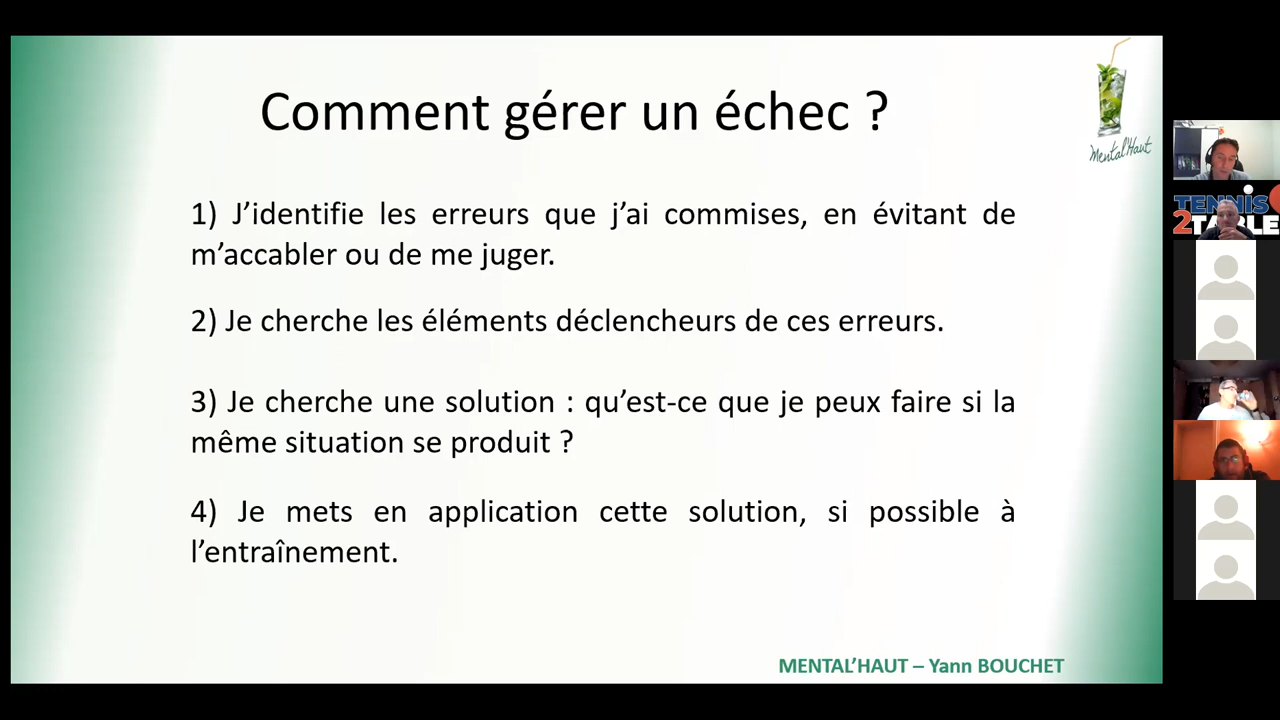 Comment gérer un échec ?
Mental'Haut
1) J’identifie les erreurs que j’ai commises, en évitant de
m’accabler ou de me juger.
2) Je cherche les éléments déclencheurs de ces erreurs.
3) Je cherche une solution : qu’est-ce que je peux faire si la
même situation se produit ?
4) Je mets en application cette solution, si possible à
l’entraînement.
MENTAL’HAUT – Yann BOUCHET
TENNIS
2TABLE